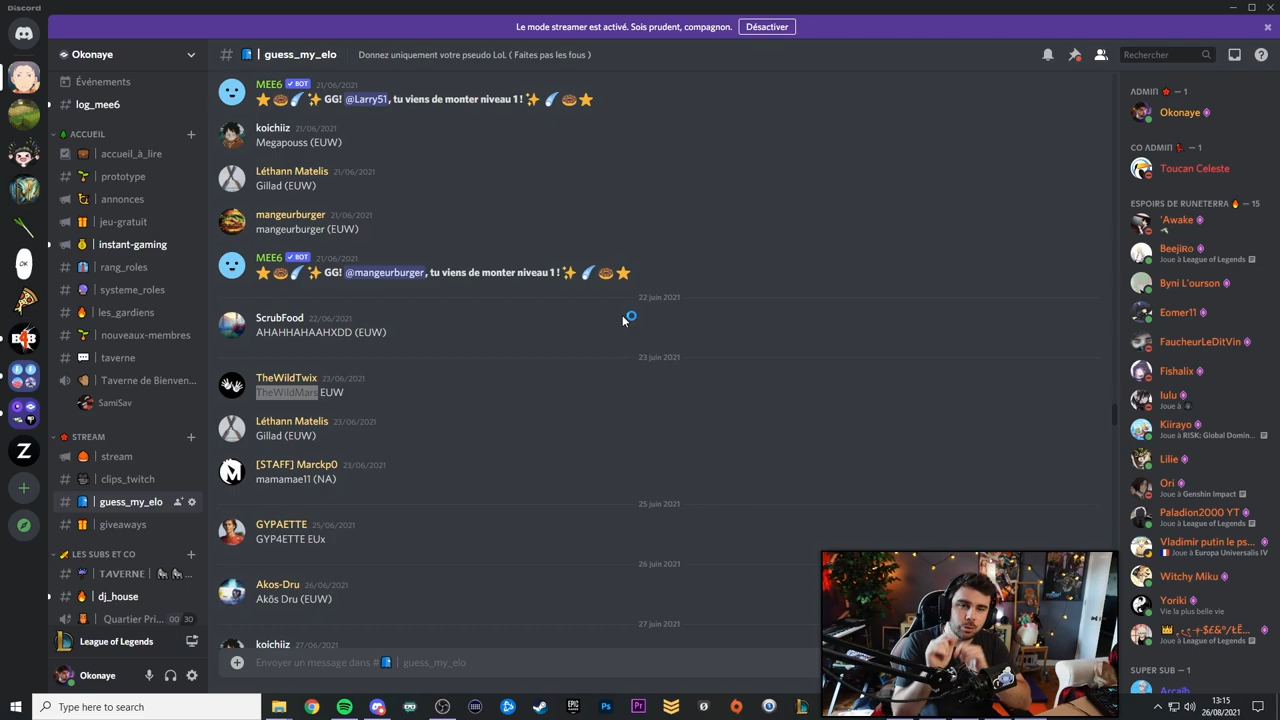 Discord
Le mode streamer est activé. Sois prudent, compagnon. Désactiver
Okonaye
Événements
log_mee6
ACCUEIL
accueil_à_lire
prototype
annonces
jeu-gratuit
instant-gaming
rang_roles
systeme_roles
les_gardiens
nouveaux-membres
taverne
Taverne de Bienven...
SamiSav
STREAM
stream
clips_twitch
guess_my_elo
giveaways
LES SUBS ET CO
TAVERNE
dj_house
Quartier Pri... 00 30
League of Legends
Okonaye
# | guess_my_elo Donnez uniquement votre pseudo LoL ( Faites pas les fous )
Rechercher
MEE6 BOT 21/06/2021
GG! @Larry51, tu viens de monter niveau 1 !
koichiiz 21/06/2021
Megapouss (EUW)
Léthann Matelis 21/06/2021
Gillad (EUW)
mangeurburger 21/06/2021
mangeurburger (EUW)
MEE6 BOT 21/06/2021
GG! @mangeurburger, tu viens de monter niveau 1 !
22 juin 2021
ScrubFood 22/06/2021
AHAHHAHAAHXDD (EUW)
23 juin 2021
TheWildTwix 23/06/2021
TheWildMars EUW
Léthann Matelis 23/06/2021
Gillad (EUW)
[STAFF] Marckp0 23/06/2021
mamamae11 (NA)
25 juin 2021
GYPAETTE 25/06/2021
GYP4ETTE EUx
26 juin 2021
Akos-Dru 26/06/2021
Akõs Dru (EUW)
27 juin 2021
koichiiz 27/06/2021
Envoyer un message dans # | guess_my_elo
ADMIN — 1
Okonaye
CO ADMIN — 1
Toucan Celeste
ESPOIRS DE RUNETERRA — 15
'Awake
BeejiRo
Joue à League of Legends
Byni L'ourson
Eomer11
FaucheurLeDitVin
Fishalix
lulu
Joue à
Kiirayo
Joue à RISK: Global Domin...
Lilie
Ori
Joue à Genshin Impact
Paladion2000 YT
Joue à League of Legends
Vladimir putin le ps...
Joue à Europa Universalis IV
Witchy Miku
Yoriki
Vie la plus belle vie
Joue à League of Legends
SUPER SUB — 1
Arcaïb
Type here to search
13:15
26/08/2021